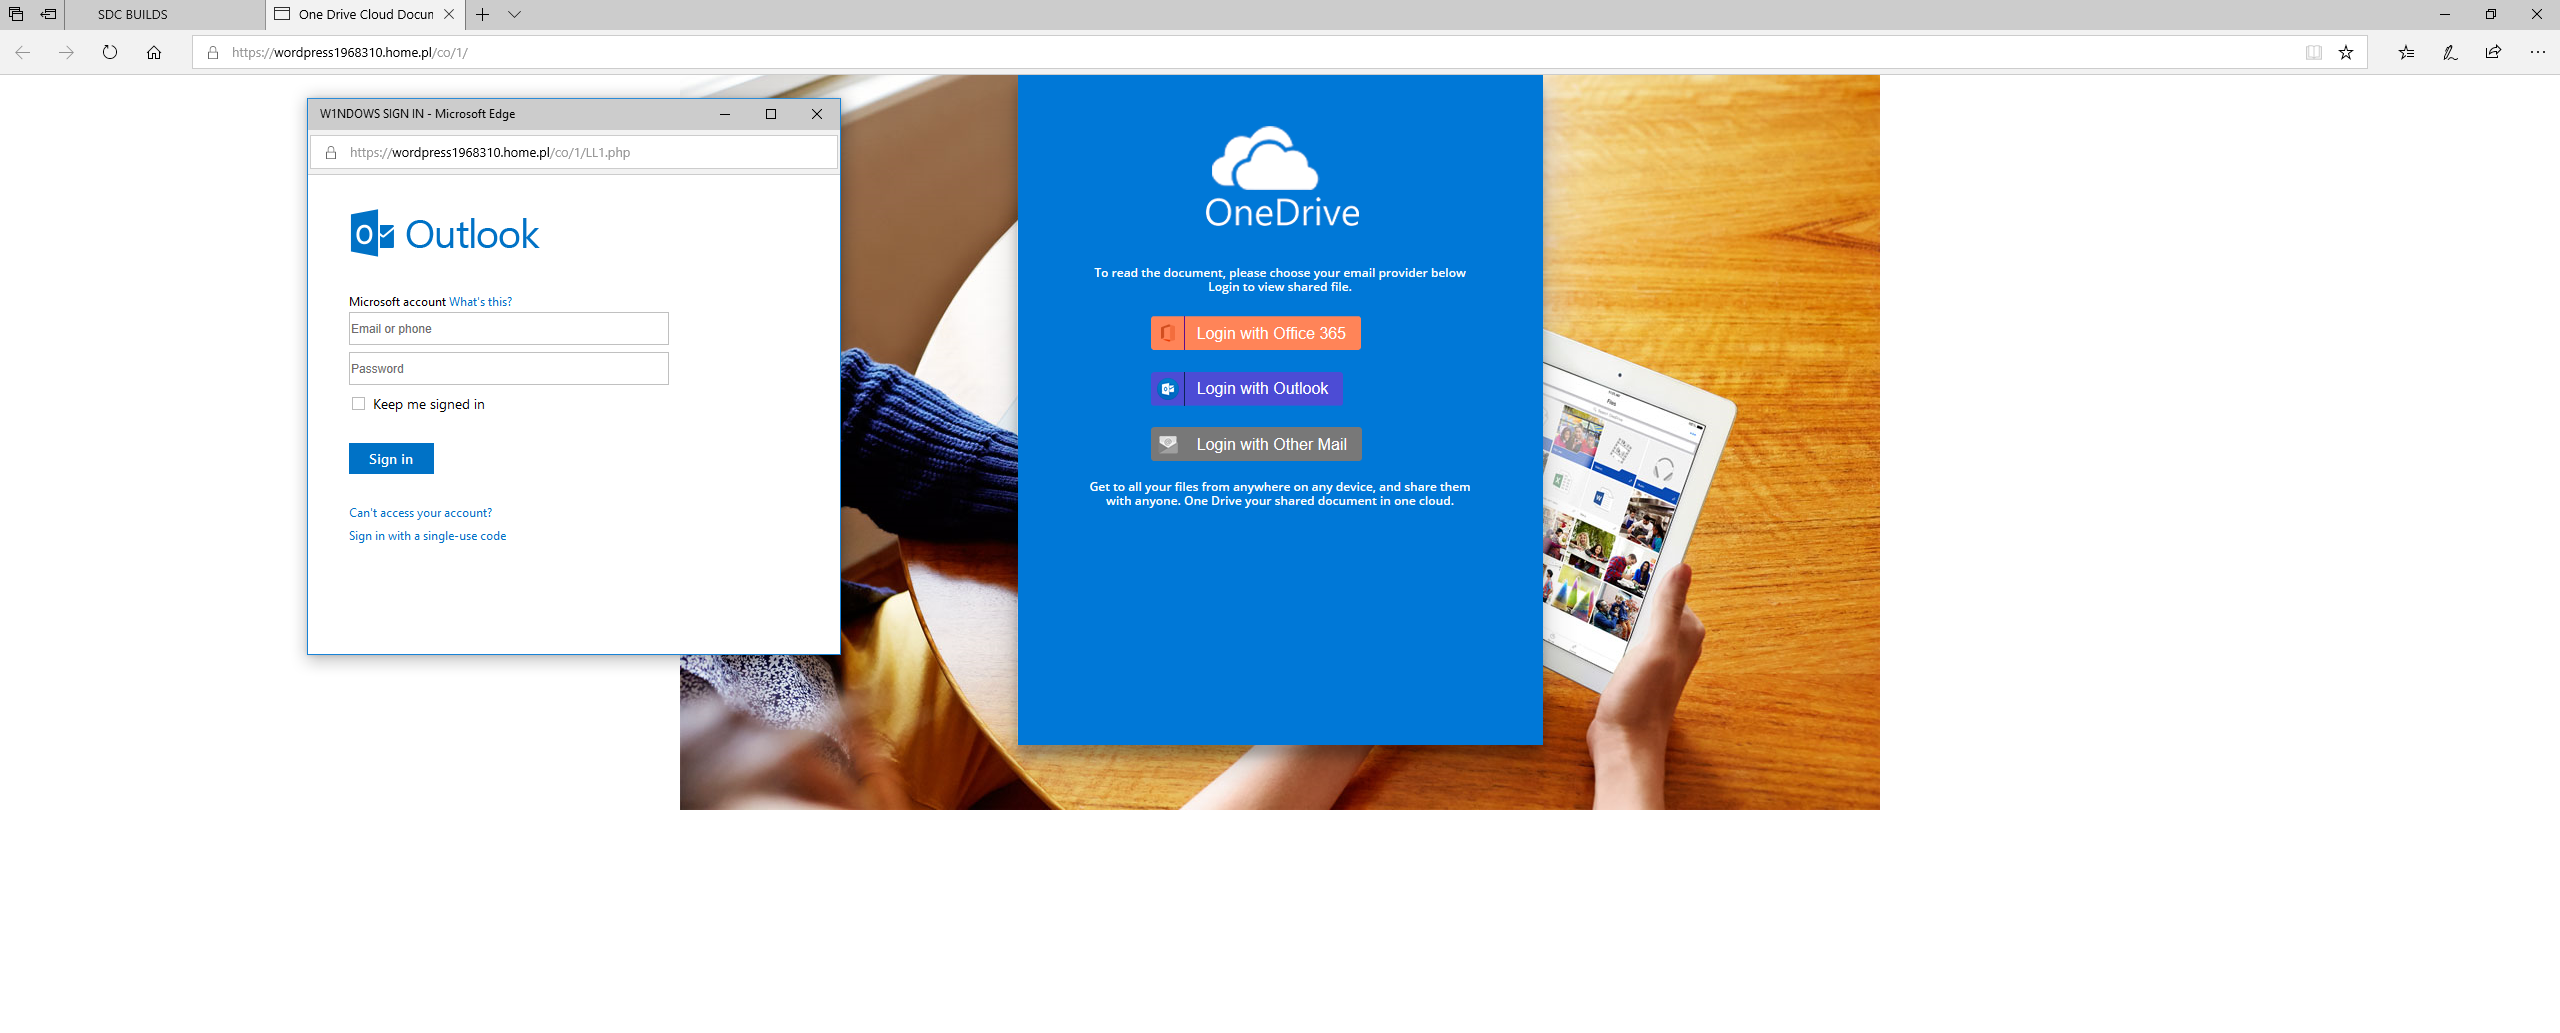 SDC BUILDS
One Drive Cloud Docun
https://wordpress1968310.home.pl/co/1/
W1NDOWS SIGN IN - Microsoft Edge
https://wordpress1968310.home.pl/co/1/LL1.php
Outlook
Microsoft account What's this?
Email or phone
Password
Keep me signed in
Sign in
Can't access your account?
Sign in with a single-use code
OneDrive
To read the document, please choose your email provider below
Login to view shared file.
Login with Office 365
Login with Outlook
Login with Other Mail
Get to all your files from anywhere on any device, and share them
with anyone. One Drive your shared document in one cloud.
Files